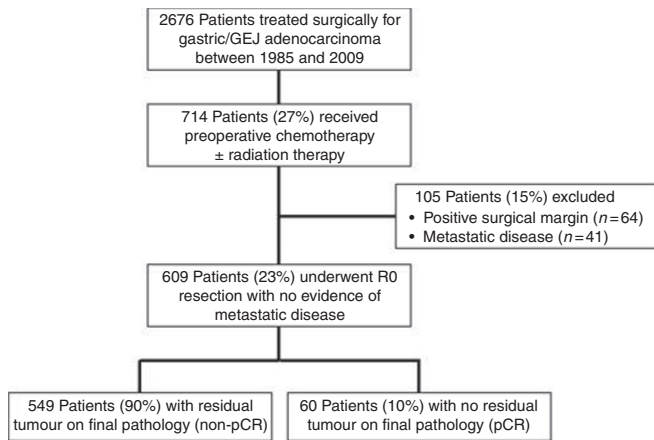 2676 Patients treated surgically for
gastric/GEJ adenocarcinoma
between 1985 and 2009
714 Patients (27%) received
preoperative chemotherapy
± radiation therapy
105 Patients (15%) excluded
• Positive surgical margin (n=64)
• Metastatic disease (n=41)
609 Patients (23%) underwent R0
resection with no evidence of
metastatic disease
549 Patients (90%) with residual
tumour on final pathology (non-pCR)
60 Patients (10%) with no residual
tumour on final pathology (pCR)